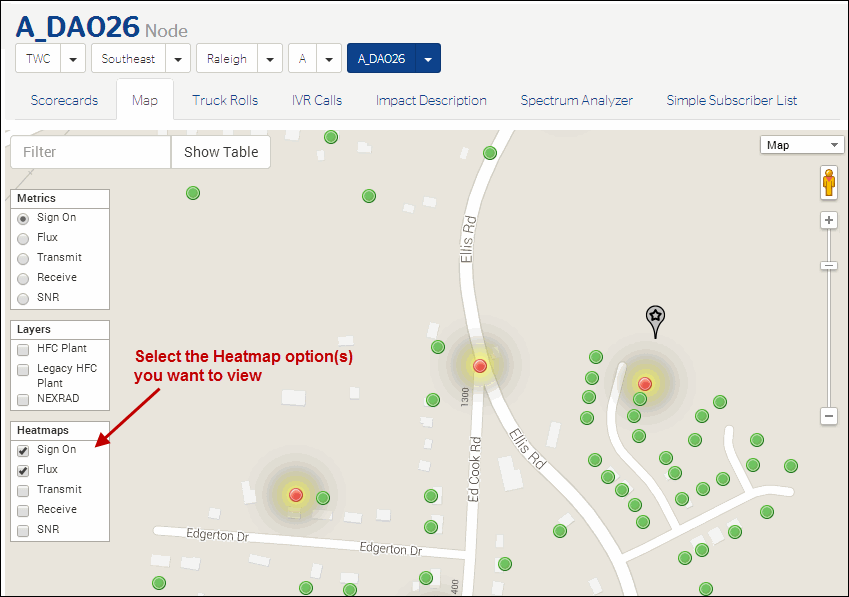 A_DAO26 Node
TWC Southeast Raleigh A A_DAO26
Scorecards Map Truck Rolls IVR Calls Impact Description Spectrum Analyzer Simple Subscriber List
Filter Show Table Map
Metrics
Sign On
Flux
Transmit
Receive
SNR
Layers
HFC Plant
Legacy HFC
Plant
NEXRAD
Heatmaps
Sign On
Flux
Transmit
Receive
SNR
Select the Heatmap option(s)
you want to view
Ellis Rd
1300
Ed Cook Rd
Ellis Rd
Edgerton Dr
Edgerton Dr
400